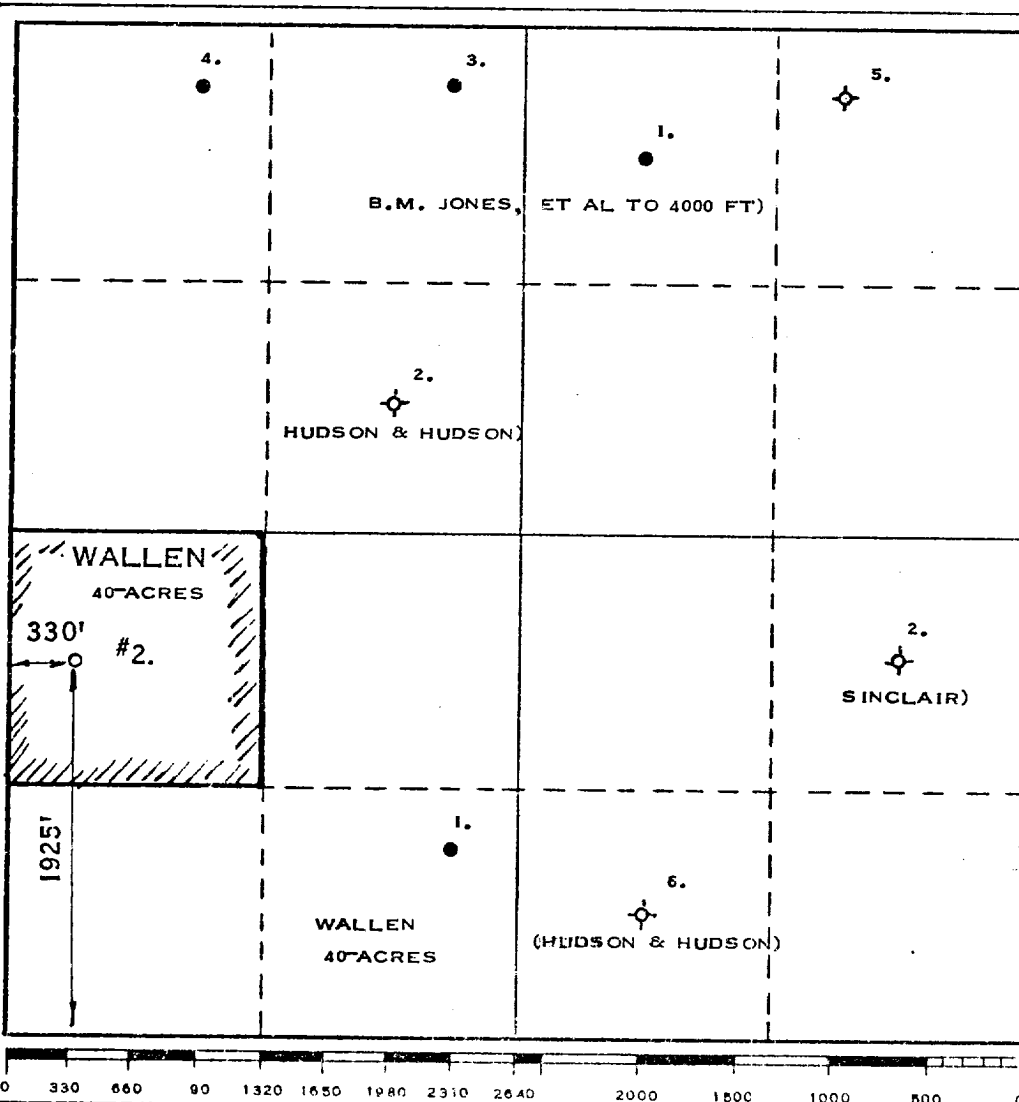 4.
3.
5.
1.
B.M. JONES, ET AL TO 4000 FT)
2.
HUDSON & HUDSON)
WALLEN
40-ACRES
330'
#2.
2.
SINCLAIR)
1925'
1.
6.
WALLEN
40-ACRES
(HUDSON & HUDSON)
0 330 660 90 1320 1650 1980 2310 2640 2000 1500 1000 500